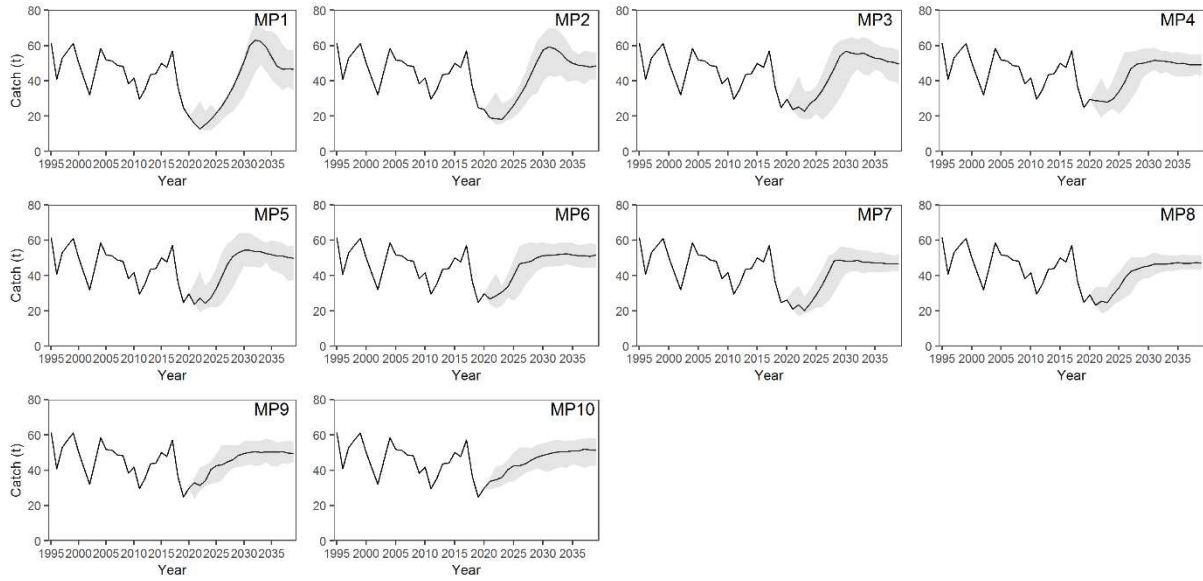 MP1 MP2 MP3 MP4
80 80 80 80
60 60 60 60
40 40 40 40
20 20 20 20
0 0 0 0
Catch (t)
1995 2000 2005 2010 2015 2020 2025 2030 2035 1995 2000 2005 2010 2015 2020 2025 2030 2035 1995 2000 2005 2010 2015 2020 2025 2030 2035 1995 2000 2005 2010 2015 2020 2025 2030 2035
Year Year Year Year
MP5 MP6 MP7 MP8
80 80 80 80
60 60 60 60
40 40 40 40
20 20 20 20
0 0 0 0
Catch (t)
1995 2000 2005 2010 2015 2020 2025 2030 2035 1995 2000 2005 2010 2015 2020 2025 2030 2035 1995 2000 2005 2010 2015 2020 2025 2030 2035 1995 2000 2005 2010 2015 2020 2025 2030 2035
Year Year Year Year
MP9 MP10
80 80
60 60
40 40
20 20
0 0
Catch (t)
1995 2000 2005 2010 2015 2020 2025 2030 2035 1995 2000 2005 2010 2015 2020 2025 2030 2035
Year Year